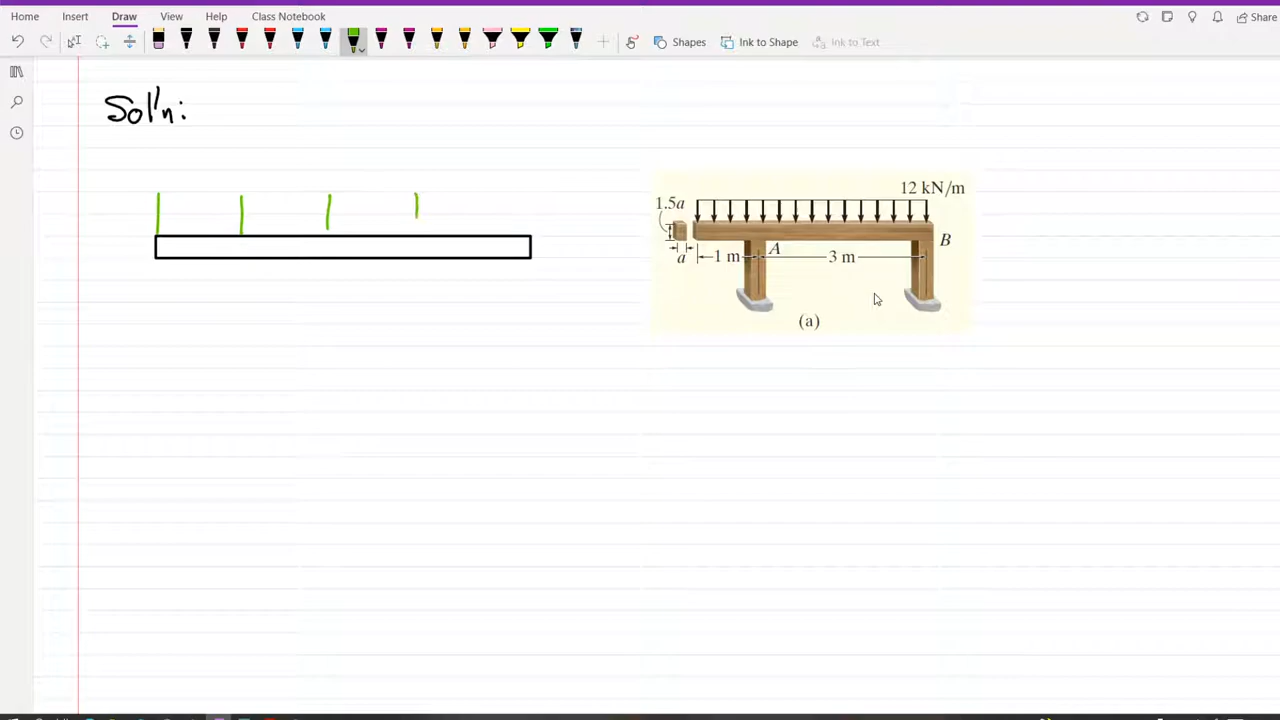 Home Insert Draw View Help Class Notebook Share
Shapes Ink to Shape Ink to Text
Sol'n:
12 kN/m
1.5a
B
A
a 1 m 3 m
(a)